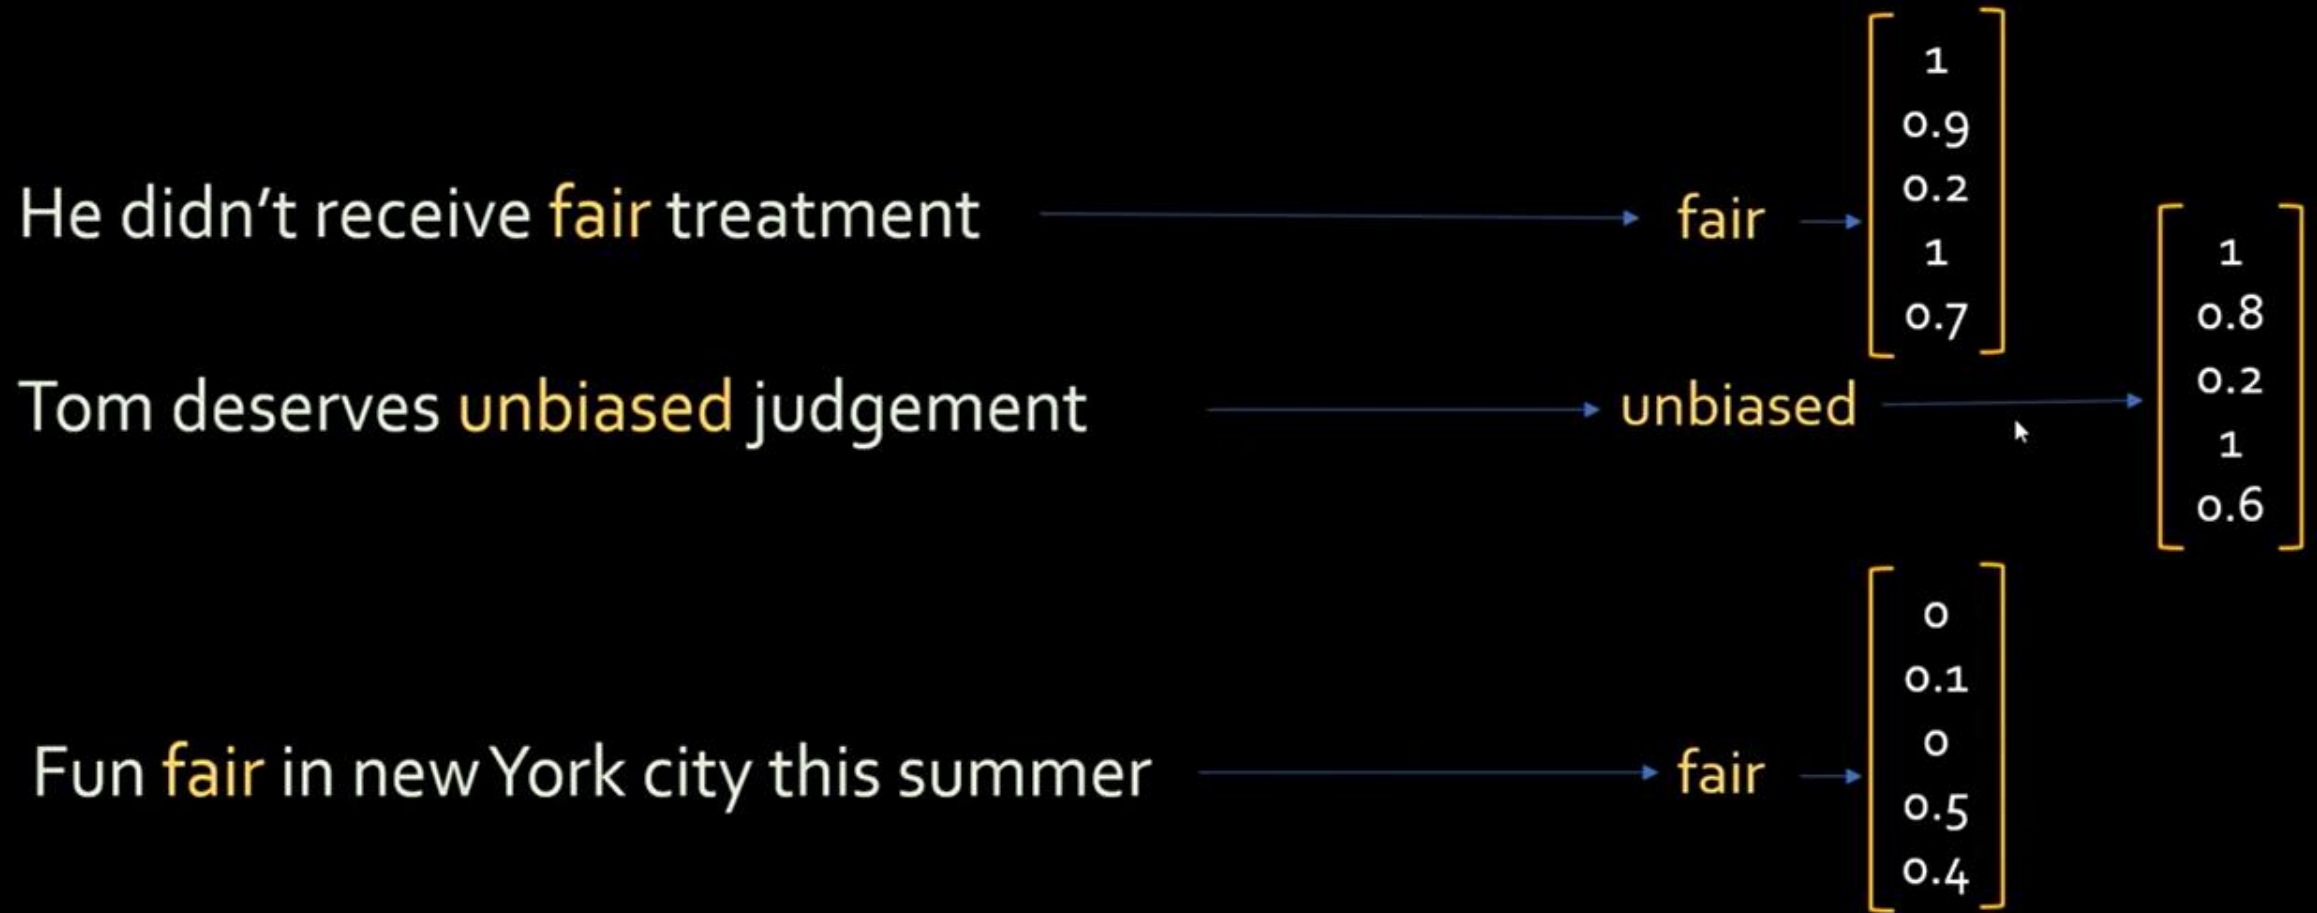 He didn't receive fair treatment
fair
1
0.9
0.2
1
0.7
Tom deserves unbiased judgement
unbiased
1
0.8
0.2
1
0.6
Fun fair in new York city this summer
fair
0
0.1
0
0.5
0.4